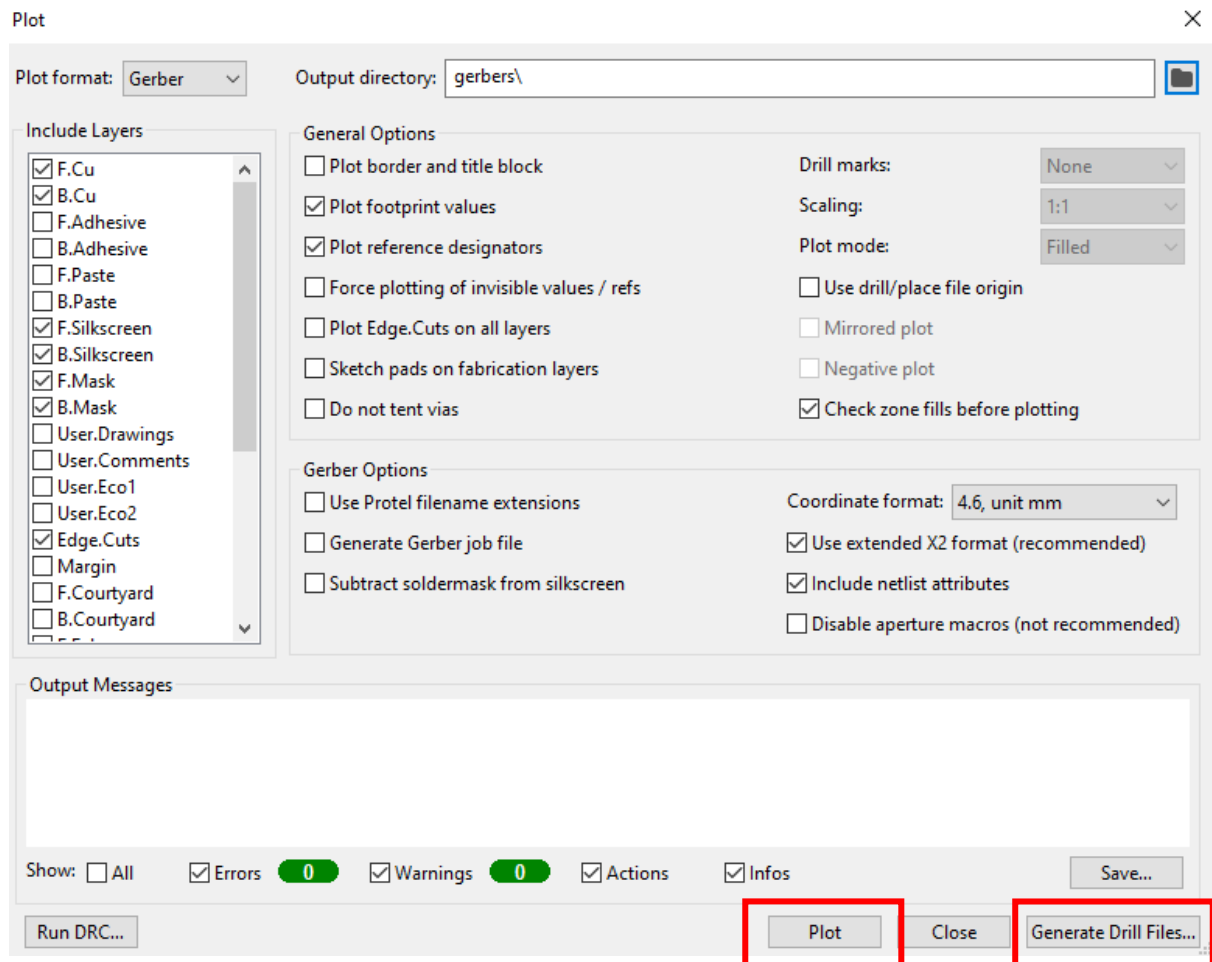 Plot
Plot format: Gerber
Output directory: gerbers\
Include Layers
F.Cu
B.Cu
F.Adhesive
B.Adhesive
F.Paste
B.Paste
F.Silkscreen
B.Silkscreen
F.Mask
B.Mask
User.Drawings
User.Comments
User.Eco1
User.Eco2
Edge.Cuts
Margin
F.Courtyard
B.Courtyard
General Options
Plot border and title block
Plot footprint values
Plot reference designators
Force plotting of invisible values / refs
Plot Edge.Cuts on all layers
Sketch pads on fabrication layers
Do not tent vias
Drill marks: None
Scaling: 1:1
Plot mode: Filled
Use drill/place file origin
Mirrored plot
Negative plot
Check zone fills before plotting
Gerber Options
Use Protel filename extensions
Generate Gerber job file
Subtract soldermask from silkscreen
Coordinate format: 4.6, unit mm
Use extended X2 format (recommended)
Include netlist attributes
Disable aperture macros (not recommended)
Output Messages
Show: All Errors 0 Warnings 0 Actions Infos Save...
Run DRC... Plot Close Generate Drill Files...